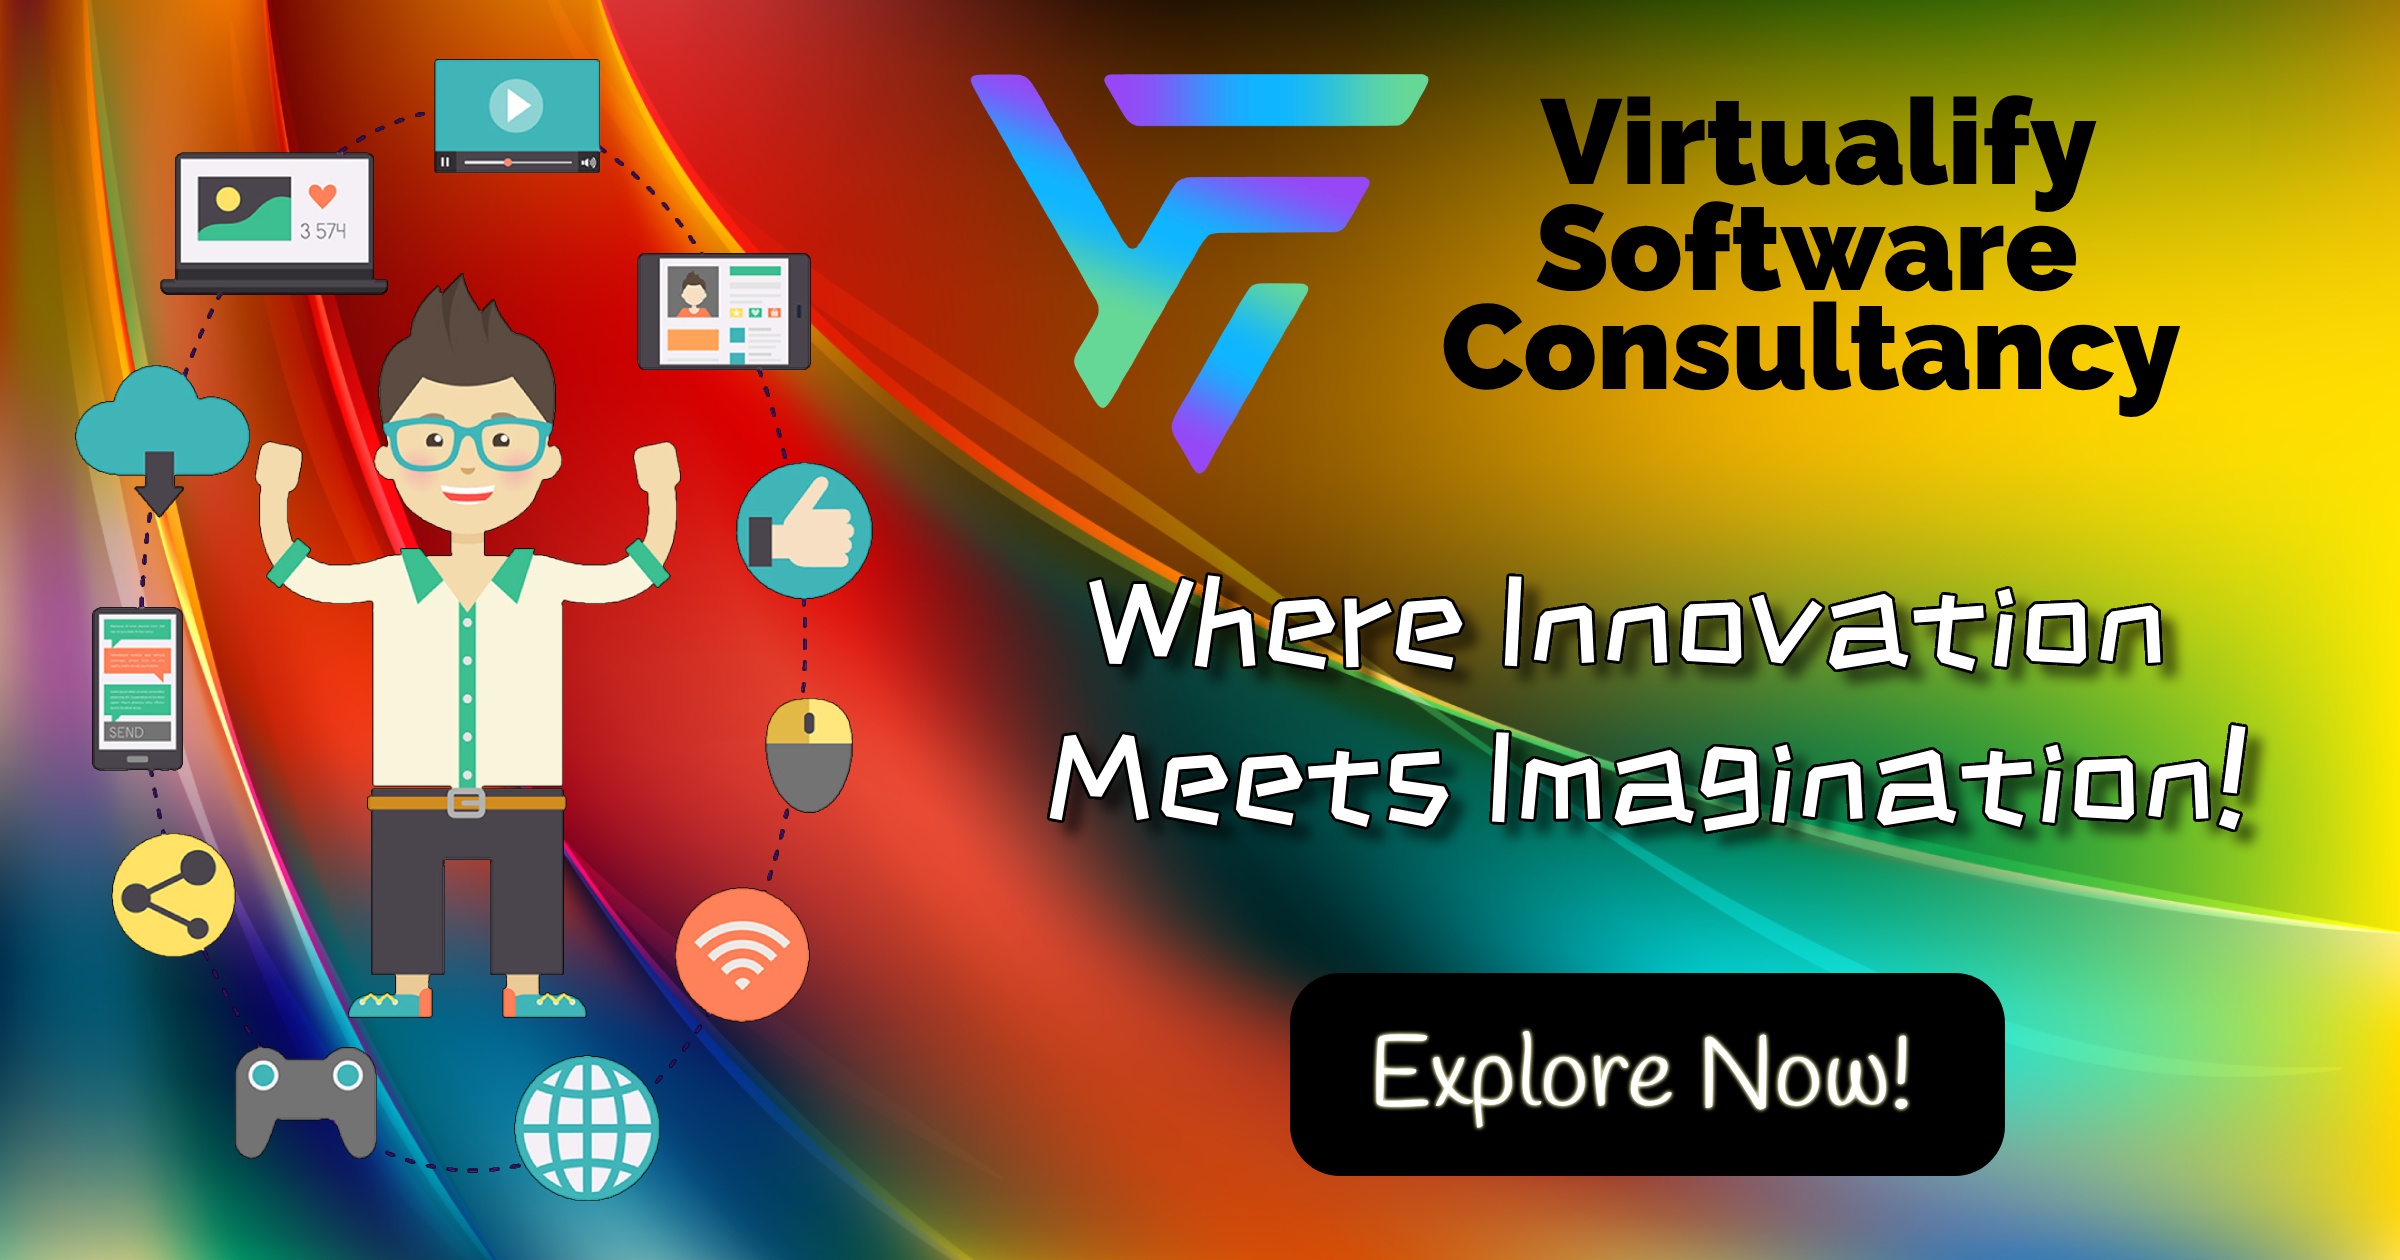 Virtualify
Software
Consultancy
3 574
Where Innovation
Meets Imagination!
SEND
Explore Now!